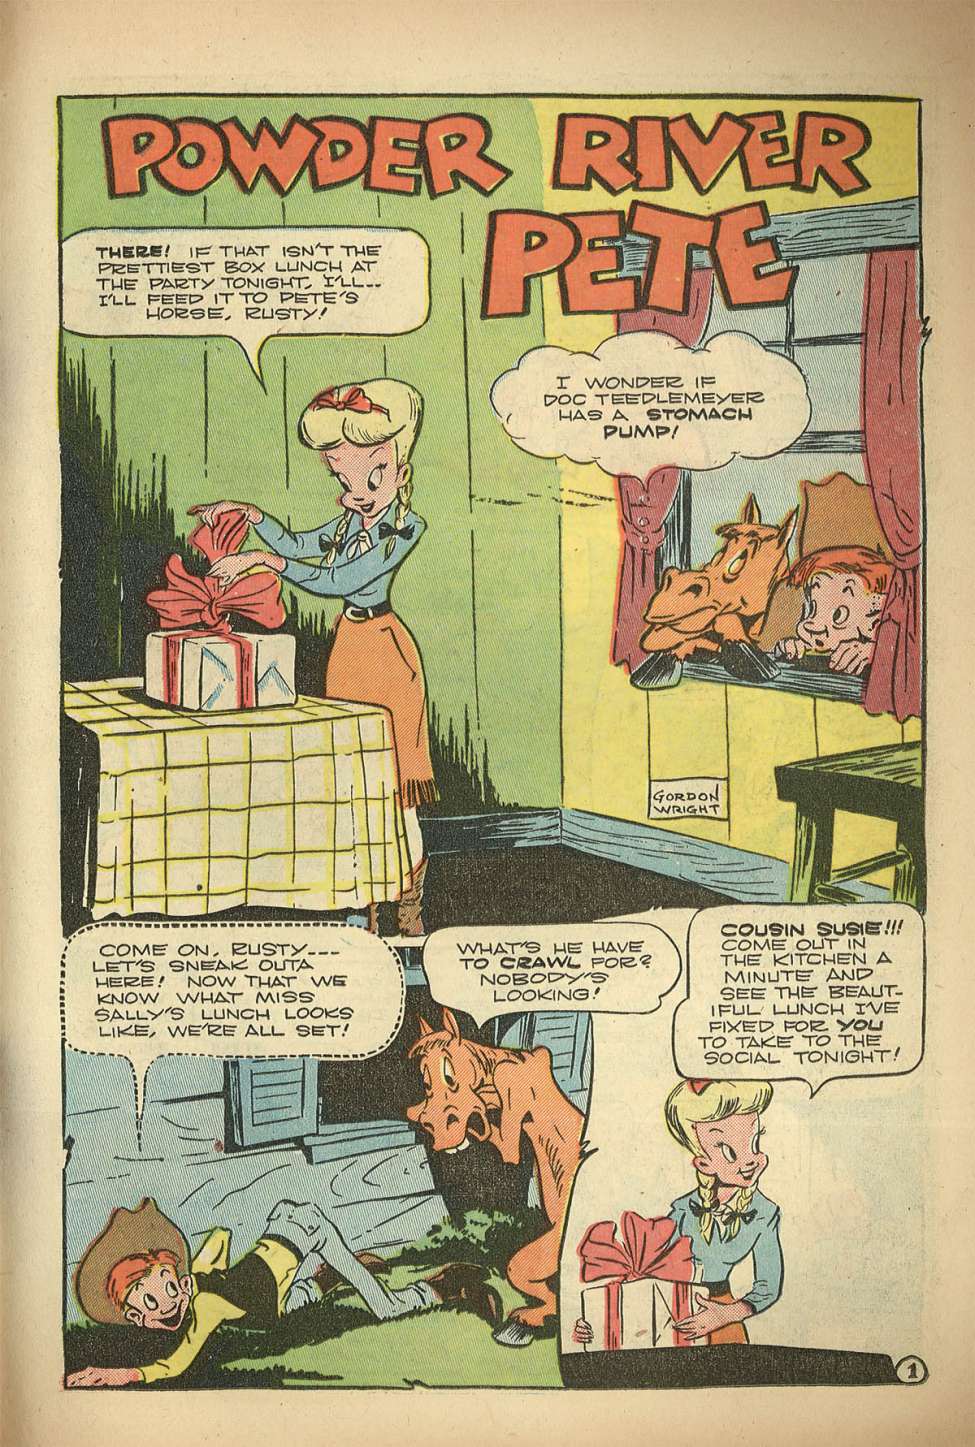 POWDER RIVER
PETE
THERE! IF THAT ISN'T THE
PRETTIEST BOX LUNCH AT
THE PARTY TONIGHT, I'LL--
I'LL FEED IT TO PETE'S
HORSE, RUSTY!
I WONDER IF
DOC TEEDLEMEYER
HAS A STOMACH
PUMP!
GORDON
WRIGHT
COME ON, RUSTY---
LET'S SNEAK OUTA
HERE! NOW THAT WE
KNOW WHAT MISS
SALLY'S LUNCH LOOKS
LIKE, WE'RE ALL SET!
WHAT'S HE HAVE
TO CRAWL FOR?
NOBODY'S
LOOKING!
COUSIN SUSIE!!!
COME OUT IN
THE KITCHEN A
MINUTE AND
SEE THE BEAUT-
IFUL LUNCH I'VE
FIXED FOR YOU
TO TAKE TO THE
SOCIAL TONIGHT!
1